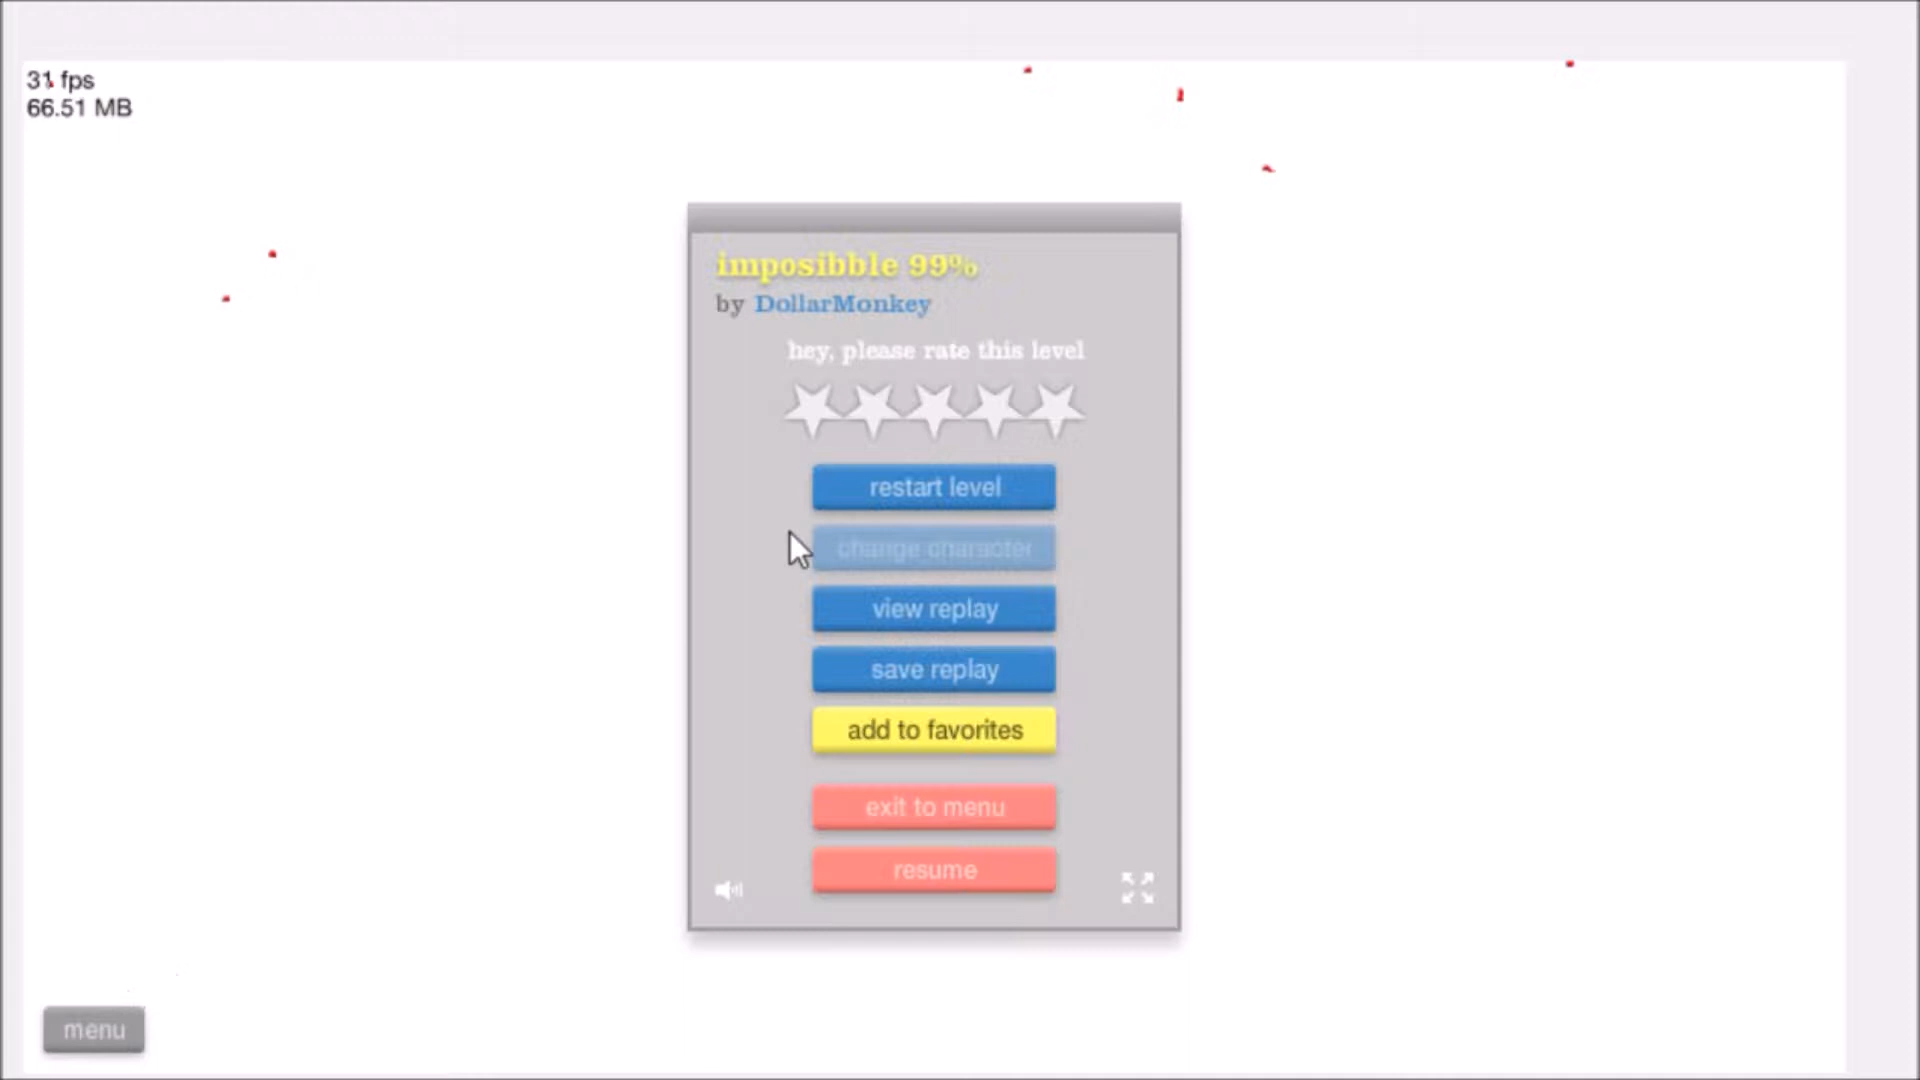 31 fps
66.51 MB
imposibble 99%
by DollarMonkey
hey, please rate this level
restart level
change character
view replay
save replay
add to favorites
exit to menu
resume
menu